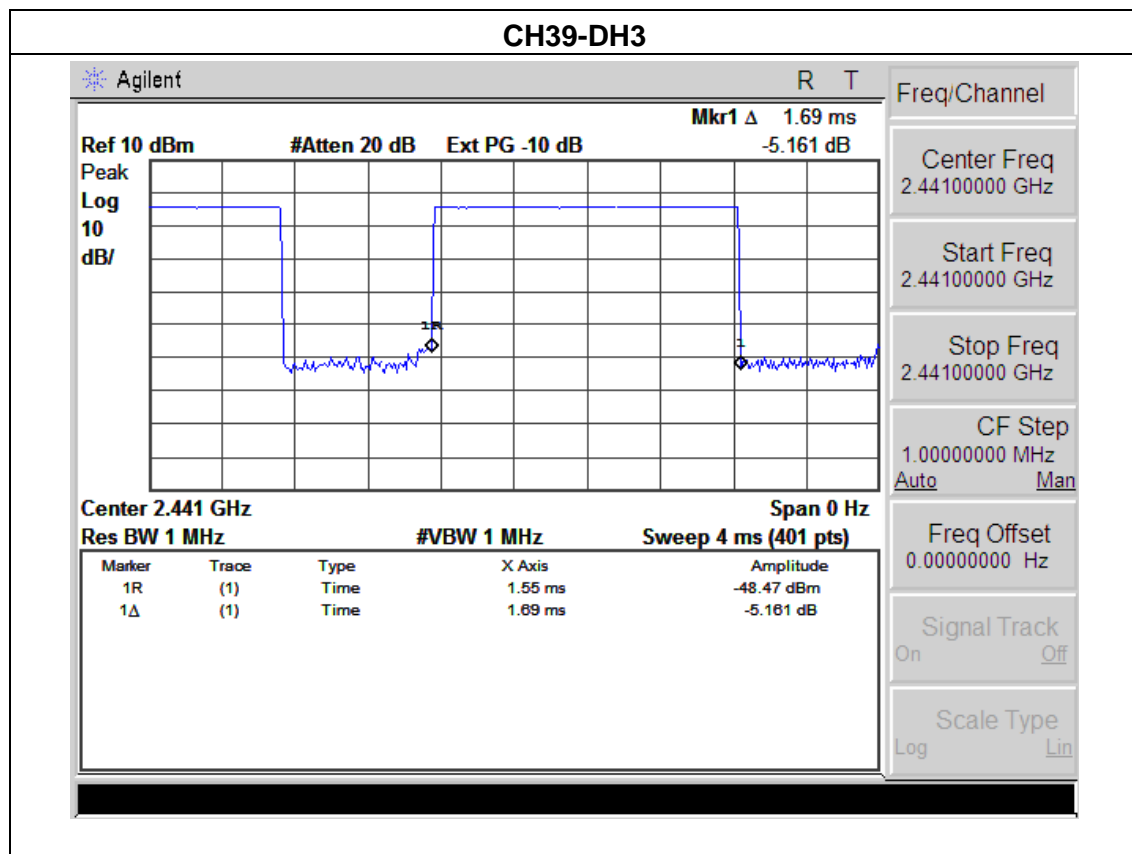 CH39-DH3
Agilent R T
Mkr1 Δ 1.69 ms
Ref 10 dBm #Atten 20 dB Ext PG -10 dB -5.161 dB
Peak
Log
10
dB/
1R
1
Center 2.441 GHz Span 0 Hz
Res BW 1 MHz #VBW 1 MHz Sweep 4 ms (401 pts)
Marker Trace Type X Axis Amplitude
1R (1) Time 1.55 ms -48.47 dBm
1Δ (1) Time 1.69 ms -5.161 dB
Freq/Channel
Center Freq
2.44100000 GHz
Start Freq
2.44100000 GHz
Stop Freq
2.44100000 GHz
CF Step
1.00000000 MHz
Auto Man
Freq Offset
0.00000000 Hz
Signal Track
On Off
Scale Type
Log Lin